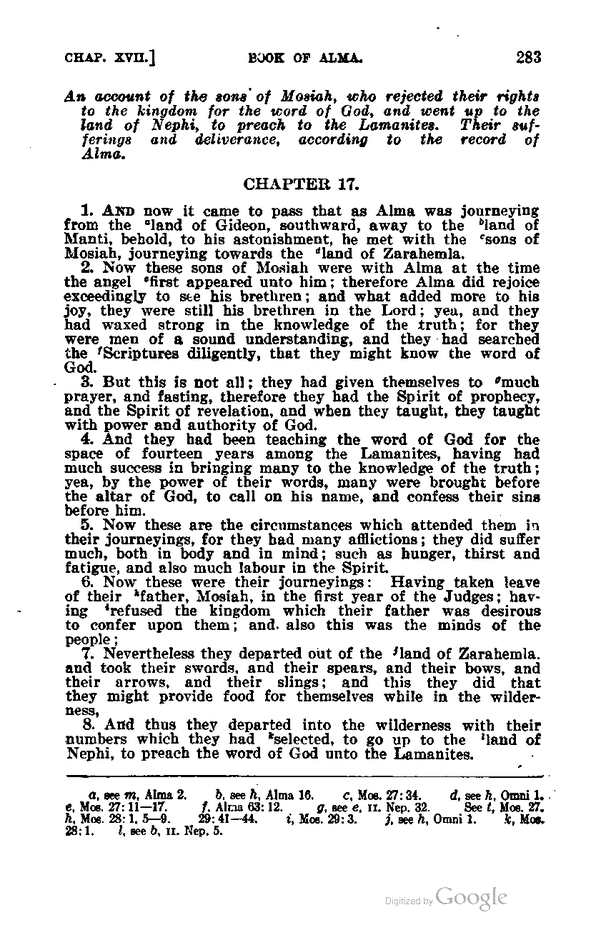 CHAP. XVII.] BOOK OF ALMA. 283
An account of the sons of Mosiah, who rejected their rights
to the kingdom for the word of God, and went up to the
land of Nephi, to preach to the Lamanites. Their suf-
ferings and deliverance, according to the record of
Alma.
CHAPTER 17.
1. AND now it came to pass that as Alma was journeying
from the ᵃland of Gideon, southward, away to the ᵇland of
Manti, behold, to his astonishment, he met with the ᶜsons of
Mosiah, journeying towards the ᵈland of Zarahemla.
2. Now these sons of Mosiah were with Alma at the time
the angel ᵉfirst appeared unto him; therefore Alma did rejoice
exceedingly to see his brethren; and what added more to his
joy, they were still his brethren in the Lord; yea, and they
had waxed strong in the knowledge of the truth; for they
were men of a sound understanding, and they had searched
the ᶠScriptures diligently, that they might know the word of
God.
3. But this is not all; they had given themselves to ᵍmuch
prayer, and fasting, therefore they had the Spirit of prophecy,
and the Spirit of revelation, and when they taught, they taught
with power and authority of God.
4. And they had been teaching the word of God for the
space of fourteen years among the Lamanites, having had
much success in bringing many to the knowledge of the truth;
yea, by the power of their words, many were brought before
the altar of God, to call on his name, and confess their sins
before him.
5. Now these are the circumstances which attended them in
their journeyings, for they had many afflictions; they did suffer
much, both in body and in mind; such as hunger, thirst and
fatigue, and also much labour in the Spirit.
6. Now these were their journeyings: Having taken leave
of their ʰfather, Mosiah, in the first year of the Judges; hav-
ing ⁱrefused the kingdom which their father was desirous
to confer upon them; and also this was the minds of the
people;
7. Nevertheless they departed out of the ʲland of Zarahemla.
and took their swords, and their spears, and their bows, and
their arrows, and their slings; and this they did that
they might provide food for themselves while in the wilder-
ness,
8. And thus they departed into the wilderness with their
numbers which they had ᵏselected, to go up to the ˡland of
Nephi, to preach the word of God unto the Lamanites.
a, see m, Alma 2. b, see h, Alma 16. c, Mos. 27:34. d, see h, Omni 1.
e, Mos. 27:11—17. f, Alma 63:12. g, see e, II. Nep. 32. See t, Mos. 27.
h, Mos. 28:1, 5—9. 29:41—44. i, Mos. 29:3. j, see h, Omni 1. k, Mos.
28:1. l, see b, II. Nep. 5.
Digitized by Google